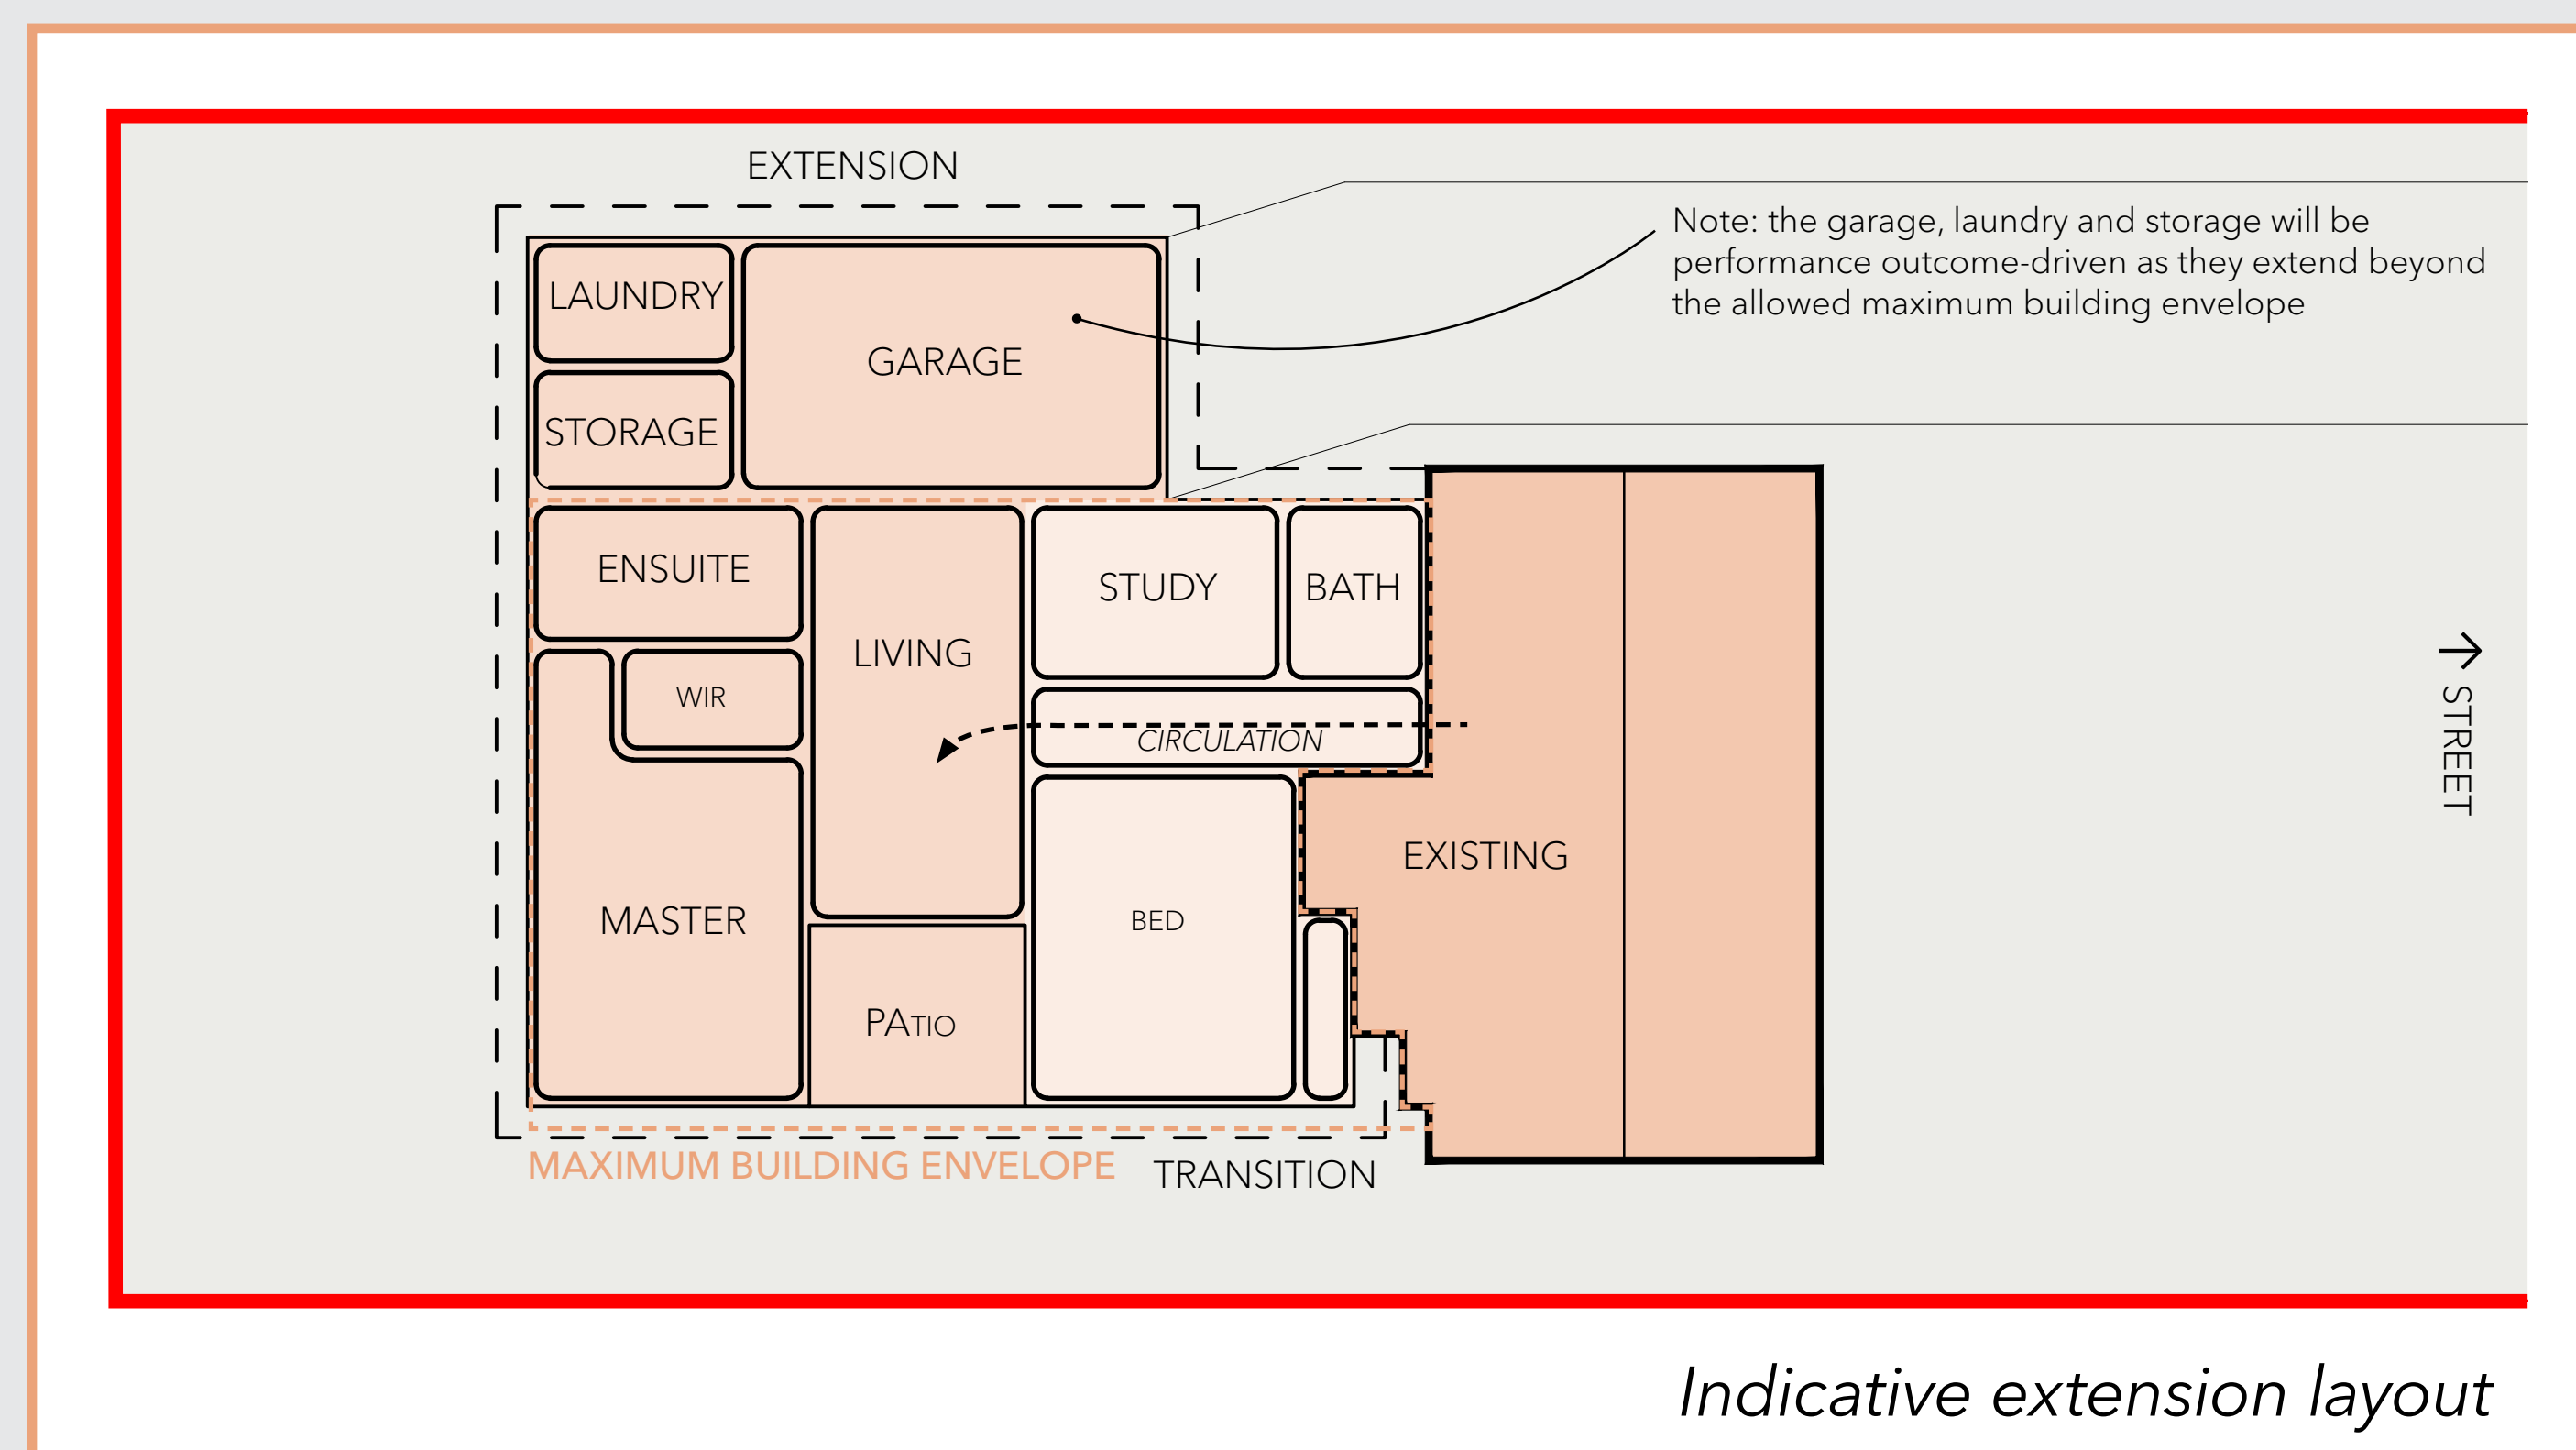 EXTENSION
Note: the garage, laundry and storage will be
performance outcome-driven as they extend beyond
the allowed maximum building envelope
LAUNDRY
GARAGE
STORAGE
ENSUITE
LIVING
STUDY
BATH
WIR
CIRCULATION
STREET
EXISTING
MASTER
BED
PATIO
MAXIMUM BUILDING ENVELOPE
TRANSITION
Indicative extension layout